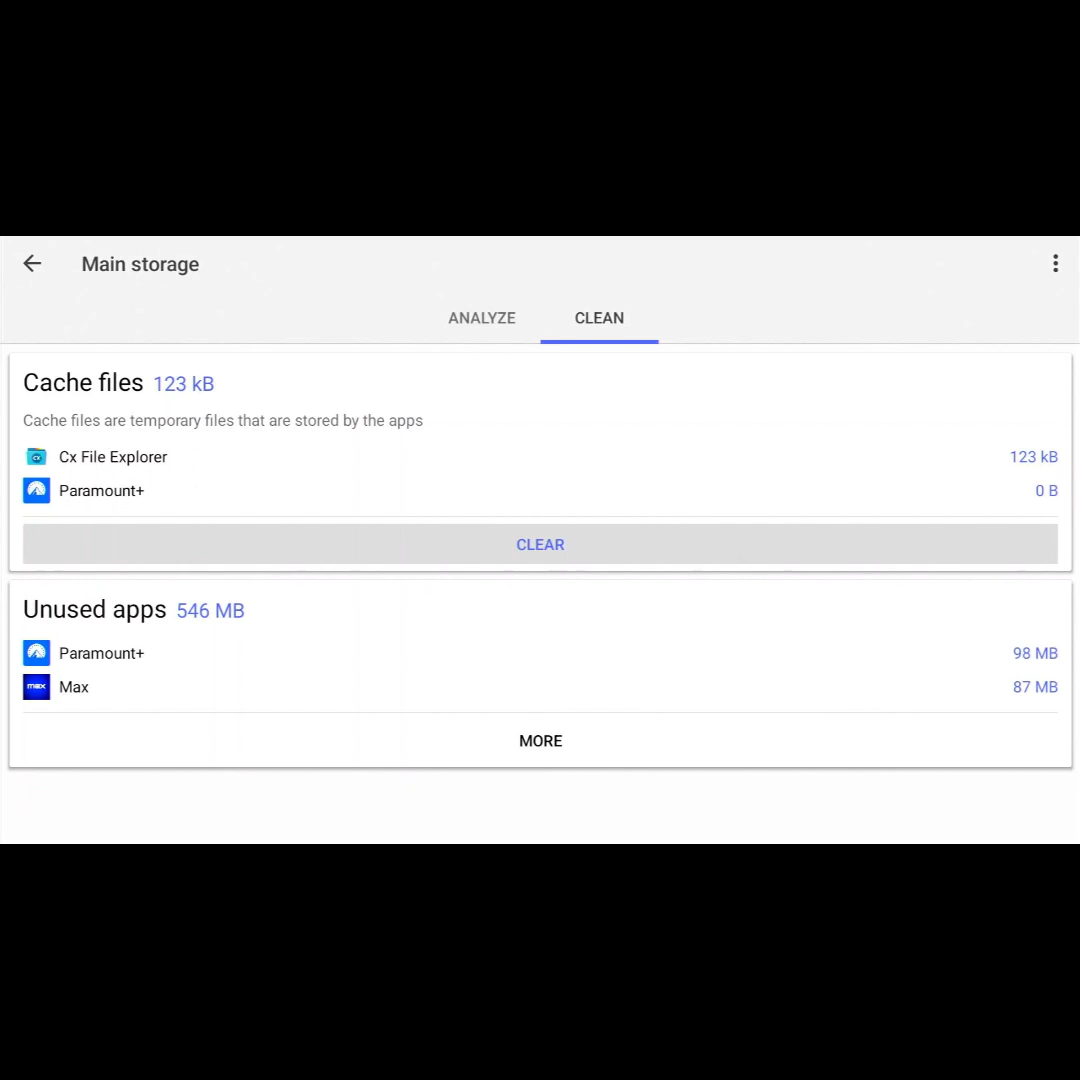 Main storage
ANALYZE CLEAN
Cache files 123 kB
Cache files are temporary files that are stored by the apps
Cx File Explorer 123 kB
Paramount+ 0 B
CLEAR
Unused apps 546 MB
Paramount+ 98 MB
max Max 87 MB
MORE